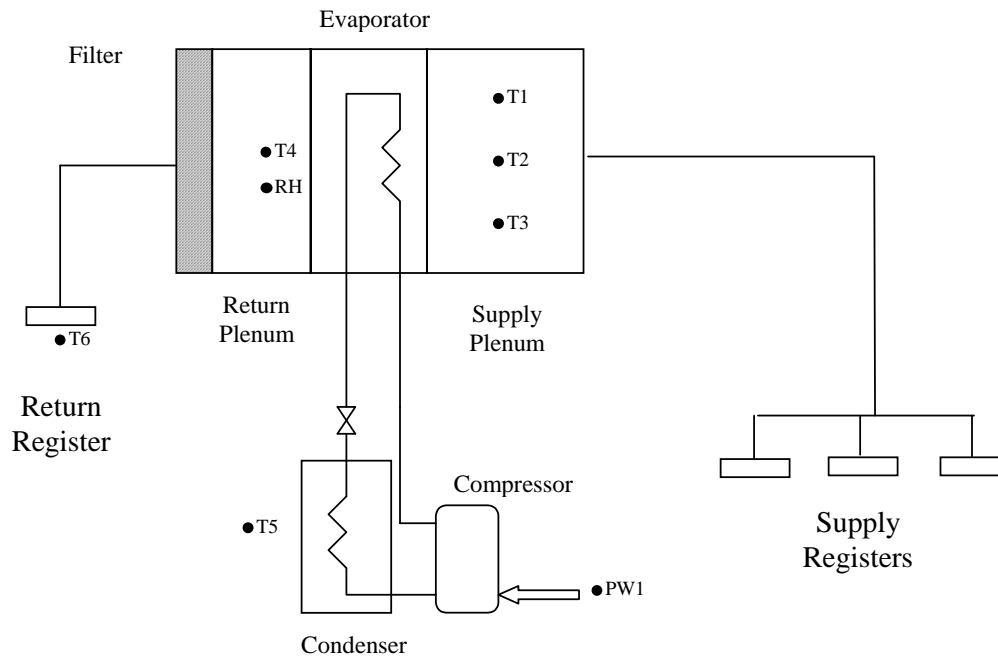 Evaporator
Filter
T1
T4
T2
RH
T3
Return
Plenum
Supply
Plenum
T6
Return
Register
Compressor
T5
Supply
Registers
PW1
Condenser